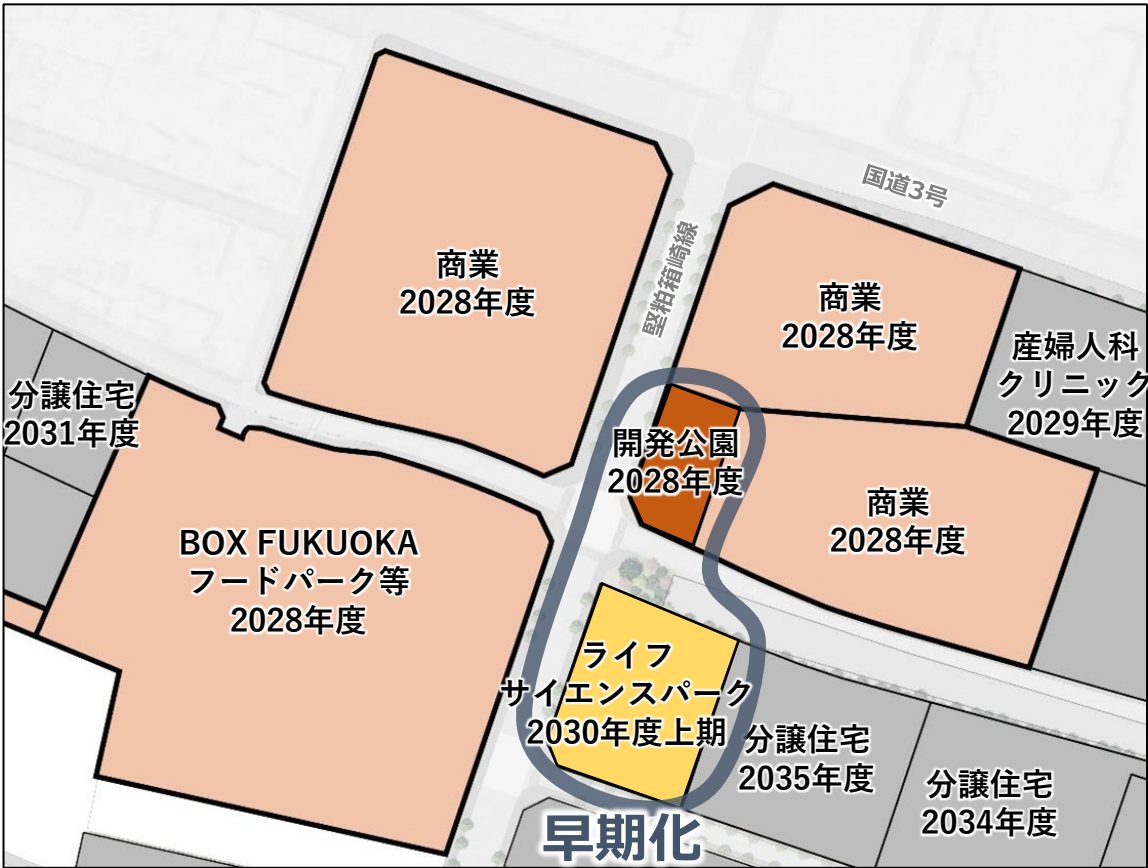 国道3号
堅粕箱崎線
商業
2028年度
商業
2028年度
産婦人科
クリニック
2029年度
分譲住宅
2031年度
開発公園
2028年度
商業
2028年度
BOX FUKUOKA
フードパーク等
2028年度
ライフ
サイエンスパーク
2030年度上期
分譲住宅
2035年度
分譲住宅
2034年度
早期化